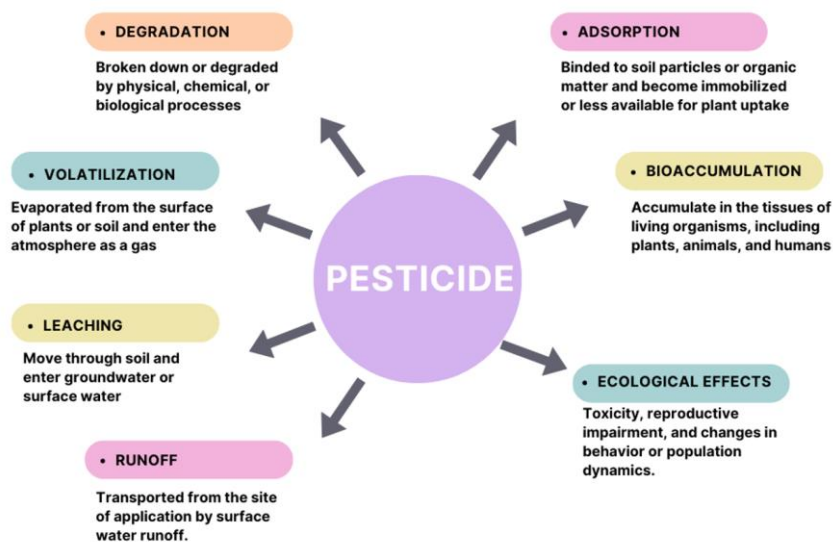 • DEGRADATION
Broken down or degraded
by physical, chemical, or
biological processes
• ADSORPTION
Binded to soil particles or organic
matter and become immobilized
or less available for plant uptake
• VOLATILIZATION
Evaporated from the surface
of plants or soil and enter the
atmosphere as a gas
• BIOACCUMULATION
Accumulate in the tissues of
living organisms, including
plants, animals, and humans
PESTICIDE
• LEACHING
Move through soil and
enter groundwater or
surface water
• ECOLOGICAL EFFECTS
Toxicity, reproductive
impairment, and changes in
behavior or population
dynamics.
• RUNOFF
Transported from the site
of application by surface
water runoff.